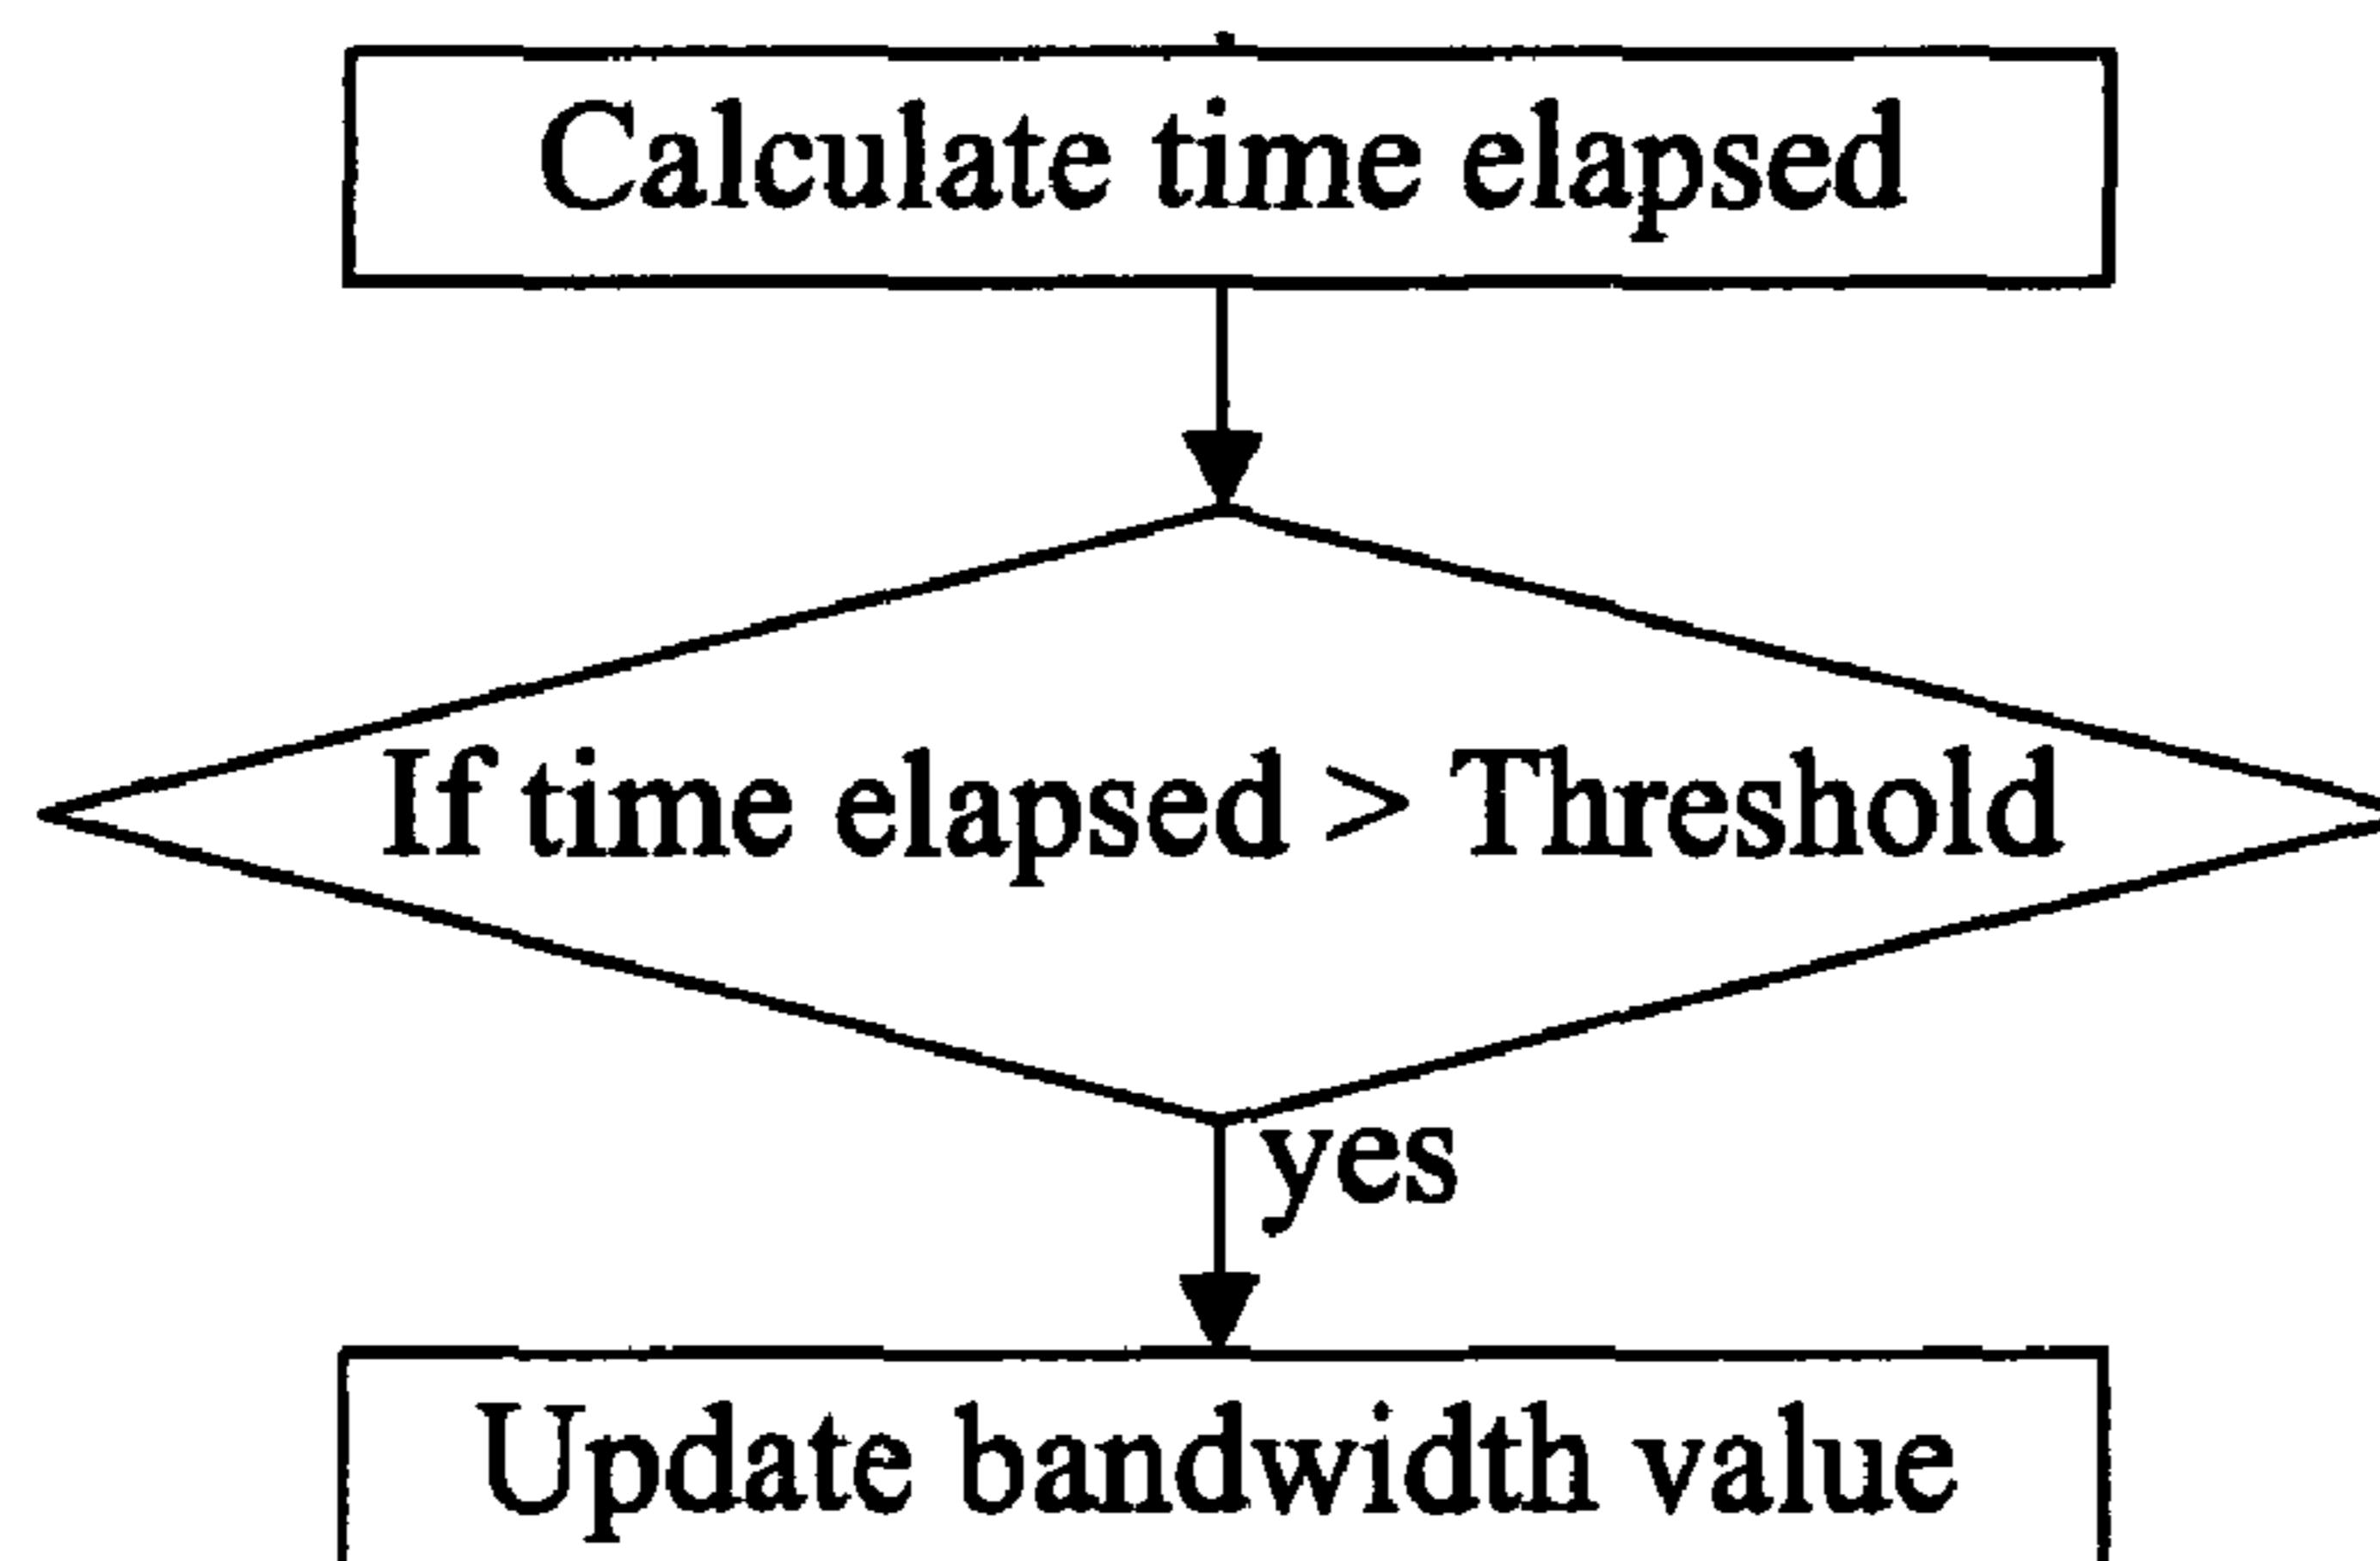 Calculate time elapsed
If time elapsed > Threshold
yes
Update bandwidth value